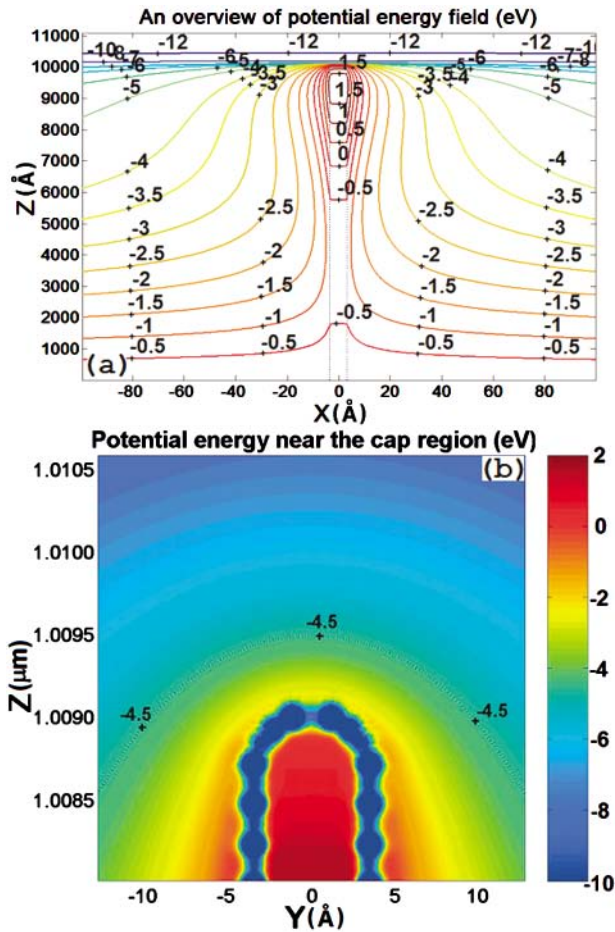 An overview of potential energy field (eV)
11000
10000
9000
8000
7000
6000
5000
4000
3000
2000
1000
Z(Å)
-10 -8 -12 -12 -12 -7 -8
-6 -5 -4 -3.5 -3 1.5 -3.5 -4 -3 -5 -6
-5 -5
1.5
1
0.5
0
-0.5
-4 -4
-3.5 -3.5
-3 -2.5 -2.5 -3
-2.5 -2 -2 -2.5
-2 -1.5 -1.5 -2
-1.5 -0.5 -1.5
-1 -1 -1 -1
-0.5 -0.5 -0.5 -0.5
(a)
-80 -60 -40 -20 0 20 40 60 80
X(Å)
Potential energy near the cap region (eV)
(b)
1.0105
1.0100
1.0095
1.0090
1.0085
Z(μm)
-4.5
-4.5
-4.5
2
0
-2
-4
-6
-8
-10
-10 -5 0 5 10
Y(Å)